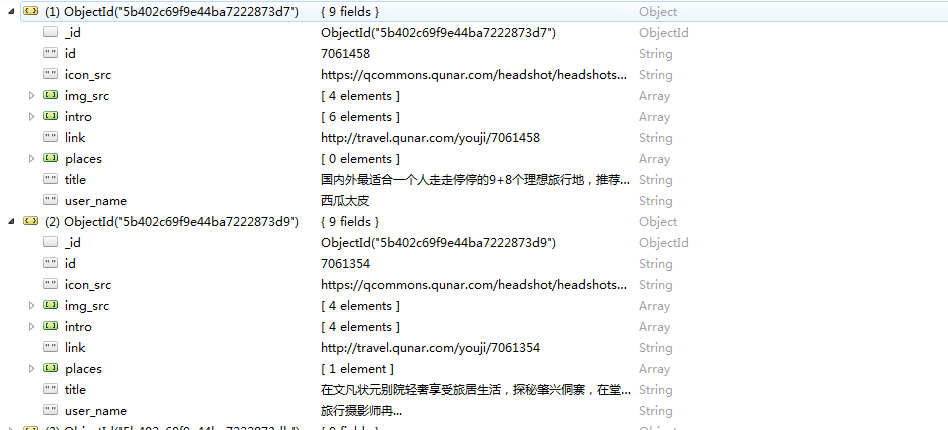 (1) ObjectId("5b402c69f9e44ba7222873d7") { 9 fields } Object
_id ObjectId("5b402c69f9e44ba7222873d7") ObjectId
id 7061458 String
icon_src https://qcommons.qunar.com/headshot/headshots... String
img_src [ 4 elements ] Array
intro [ 6 elements ] Array
link http://travel.qunar.com/youji/7061458 String
places [ 0 elements ] Array
title 国内外最适合一个人走走停停的9+8个理想旅行地，推荐... String
user_name 西瓜太皮 String
(2) ObjectId("5b402c69f9e44ba7222873d9") { 9 fields } Object
_id ObjectId("5b402c69f9e44ba7222873d9") ObjectId
id 7061354 String
icon_src https://qcommons.qunar.com/headshot/headshots... String
img_src [ 4 elements ] Array
intro [ 4 elements ] Array
link http://travel.qunar.com/youji/7061354 String
places [ 1 element ] Array
title 在文凡状元别院轻奢享受旅居生活，探秘肇兴侗寨，在堂... String
user_name 旅行摄影师冉... String